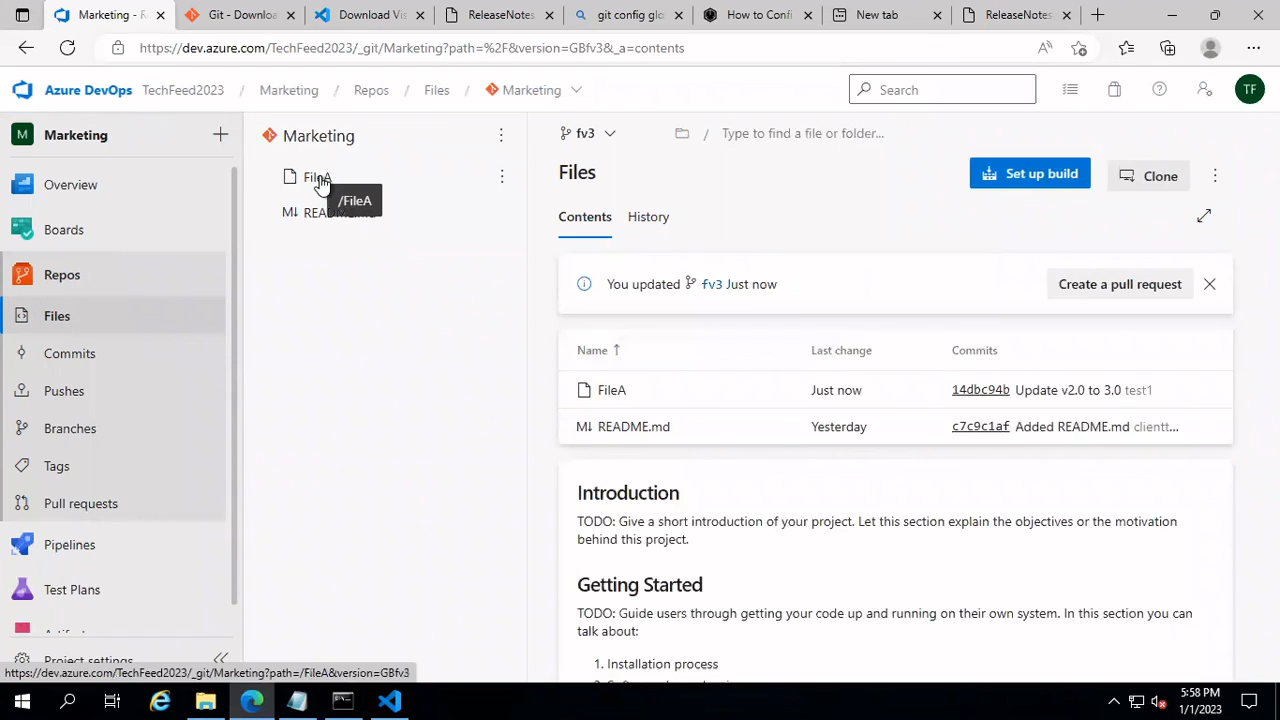 Marketing - Repos
Git - Downloa
Download Vis
ReleaseNotes
git config glo
How to Confi
New tab
ReleaseNotes
https://dev.azure.com/TechFeed2023/_git/Marketing?path=%2F&version=GBfv3&_a=contents
Azure DevOps TechFeed2023 / Marketing / Repos / Files / Marketing
Search
TF
M Marketing
Overview
Boards
Repos
Files
Commits
Pushes
Branches
Tags
Pull requests
Pipelines
Test Plans
Project settings
Marketing
FileA
/FileA
README.md
fv3
/ Type to find a file or folder...
Files
Set up build
Clone
Contents
History
You updated fv3 Just now
Create a pull request
Name
Last change
Commits
FileA
Just now
14dbc94b Update v2.0 to 3.0 test1
README.md
Yesterday
c7c9c1af Added README.md clientt...
Introduction
TODO: Give a short introduction of your project. Let this section explain the objectives or the motivation
behind this project.
Getting Started
TODO: Guide users through getting your code up and running on their own system. In this section you can
talk about:
1. Installation process
https://dev.azure.com/TechFeed2023/_git/Marketing?path=/FileA&version=GBfv3
5:58 PM
1/1/2023